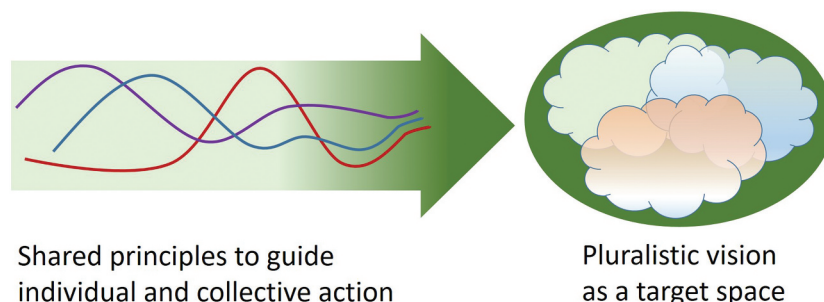 Shared principles to guide
individual and collective action
Pluralistic vision
as a target space